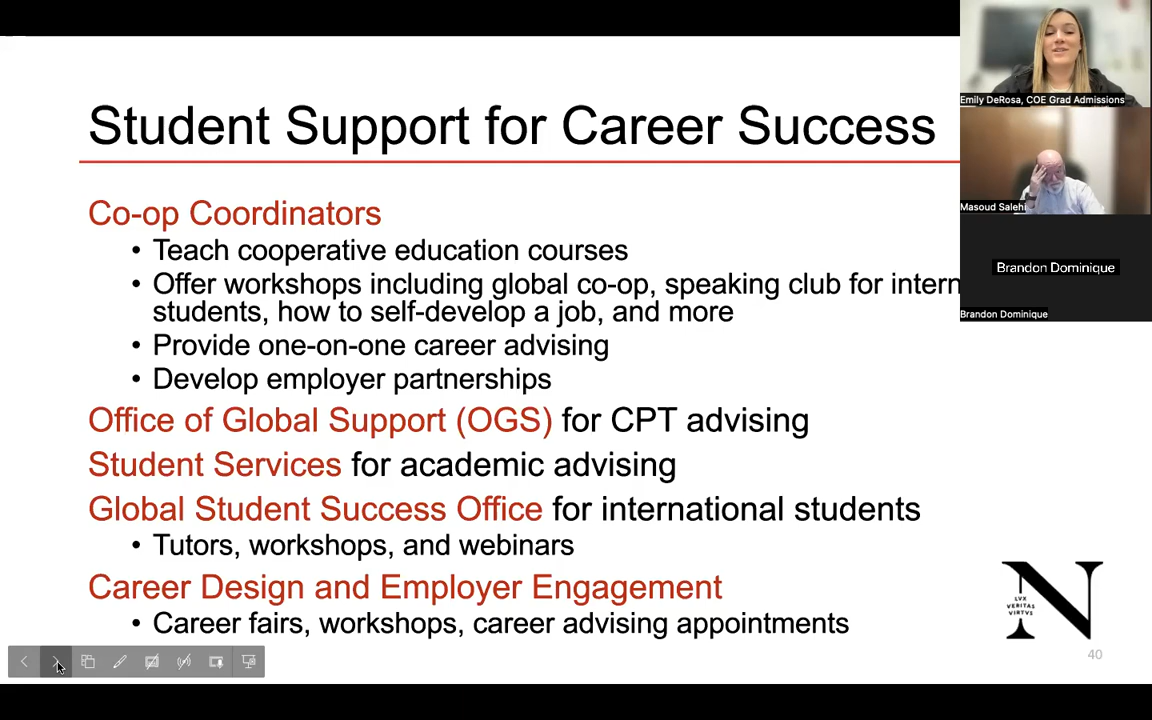 Student Support for Career Success
Co-op Coordinators
• Teach cooperative education courses
• Offer workshops including global co-op, speaking club for intern
students, how to self-develop a job, and more
• Provide one-on-one career advising
• Develop employer partnerships
Office of Global Support (OGS) for CPT advising
Student Services for academic advising
Global Student Success Office for international students
• Tutors, workshops, and webinars
Career Design and Employer Engagement
• Career fairs, workshops, career advising appointments
Emily DeRosa, COE Grad Admissions
Masoud Salehi
Brandon Dominique
Brandon Dominique
N
LVX
VERITAS
VIRTVS
40